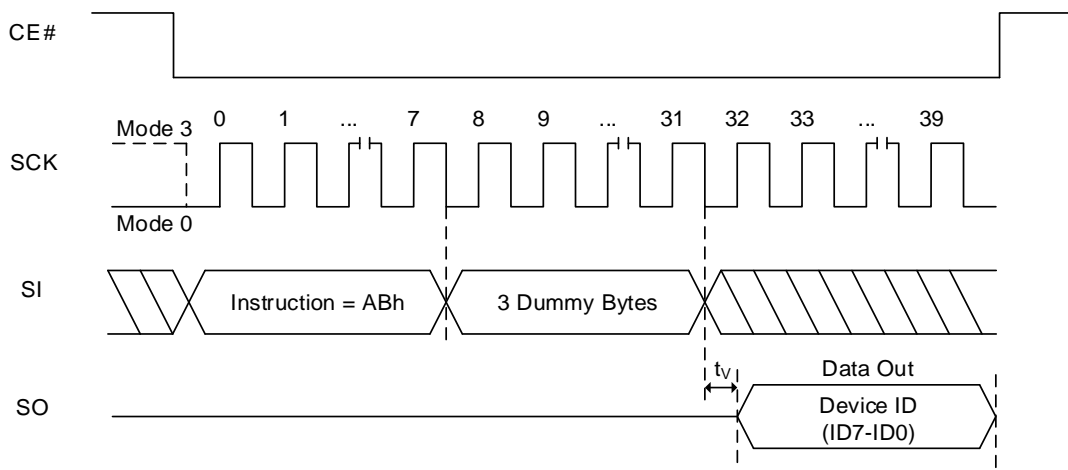 CE#
0 1 ... 7 8 9 ... 31 32 33 ... 39
Mode 3
SCK
Mode 0
SI
Instruction = ABh
3 Dummy Bytes
tV
Data Out
SO
Device ID
(ID7-ID0)